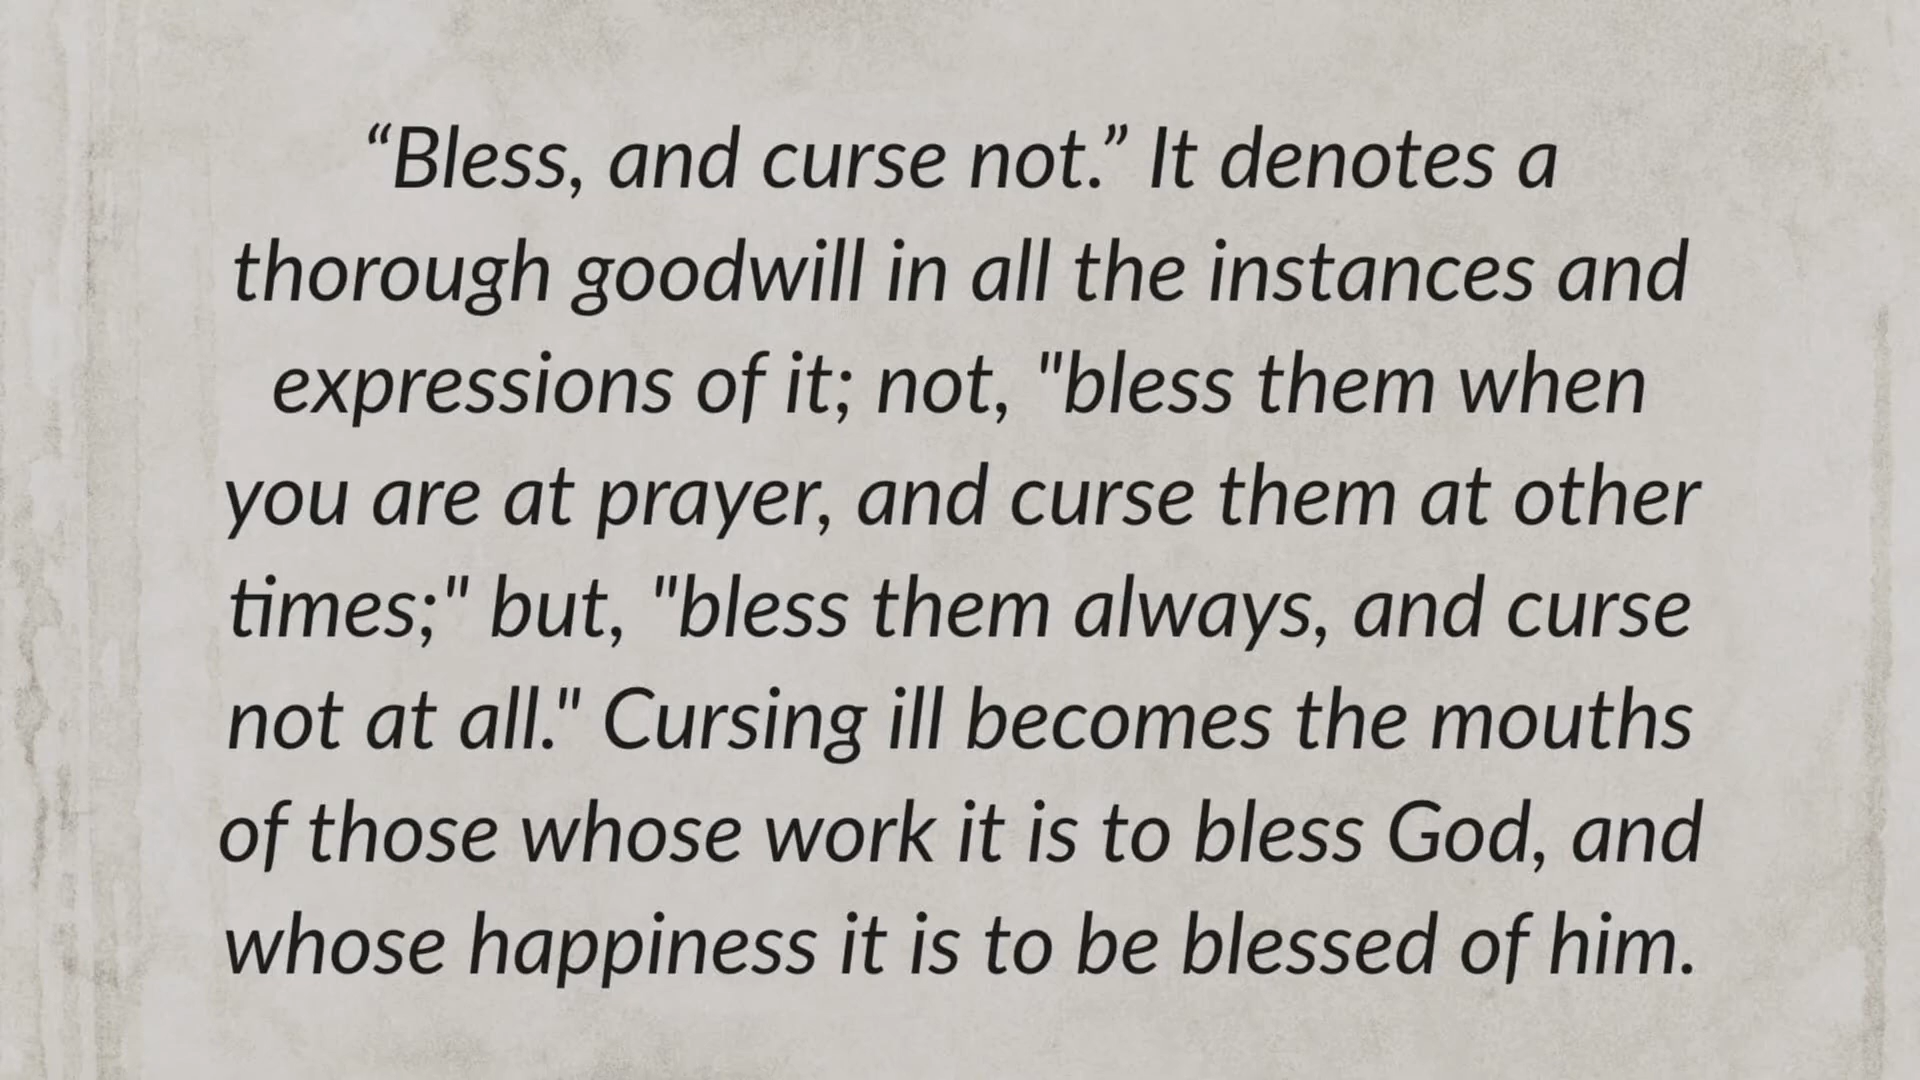 “Bless, and curse not.” It denotes a
thorough goodwill in all the instances and
expressions of it; not, "bless them when
you are at prayer, and curse them at other
times;" but, "bless them always, and curse
not at all." Cursing ill becomes the mouths
of those whose work it is to bless God, and
whose happiness it is to be blessed of him.